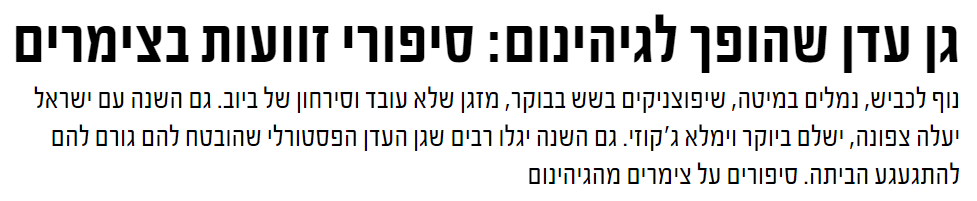 גן עדן שהופך לגיהינום: סיפורי זוועות בצימרים
נוף לכביש, נמלים במיטה, שיפוצניקים בשש בבוקר, מזגן שלא עובד וסירחון של ביוב. גם השנה עם ישראל
יעלה צפונה, ישלם ביוקר וימלא ג'קוזי. גם השנה יגלו רבים שגן העדן הפסטורלי שהובטח להם גורם להם
להתגעגע הביתה. סיפורים על צימרים מהגיהינום